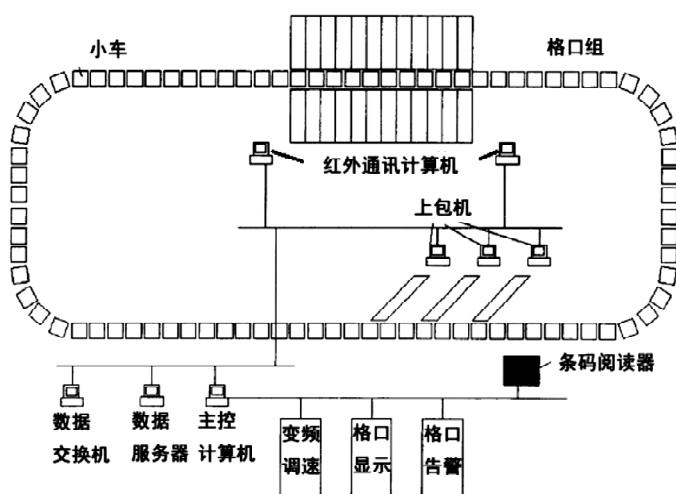 小车
格口组
红外通讯计算机
上包机
条码阅读器
数据
交换机
数据
服务器
主控
计算机
变频
调速
格口
显示
格口
告警